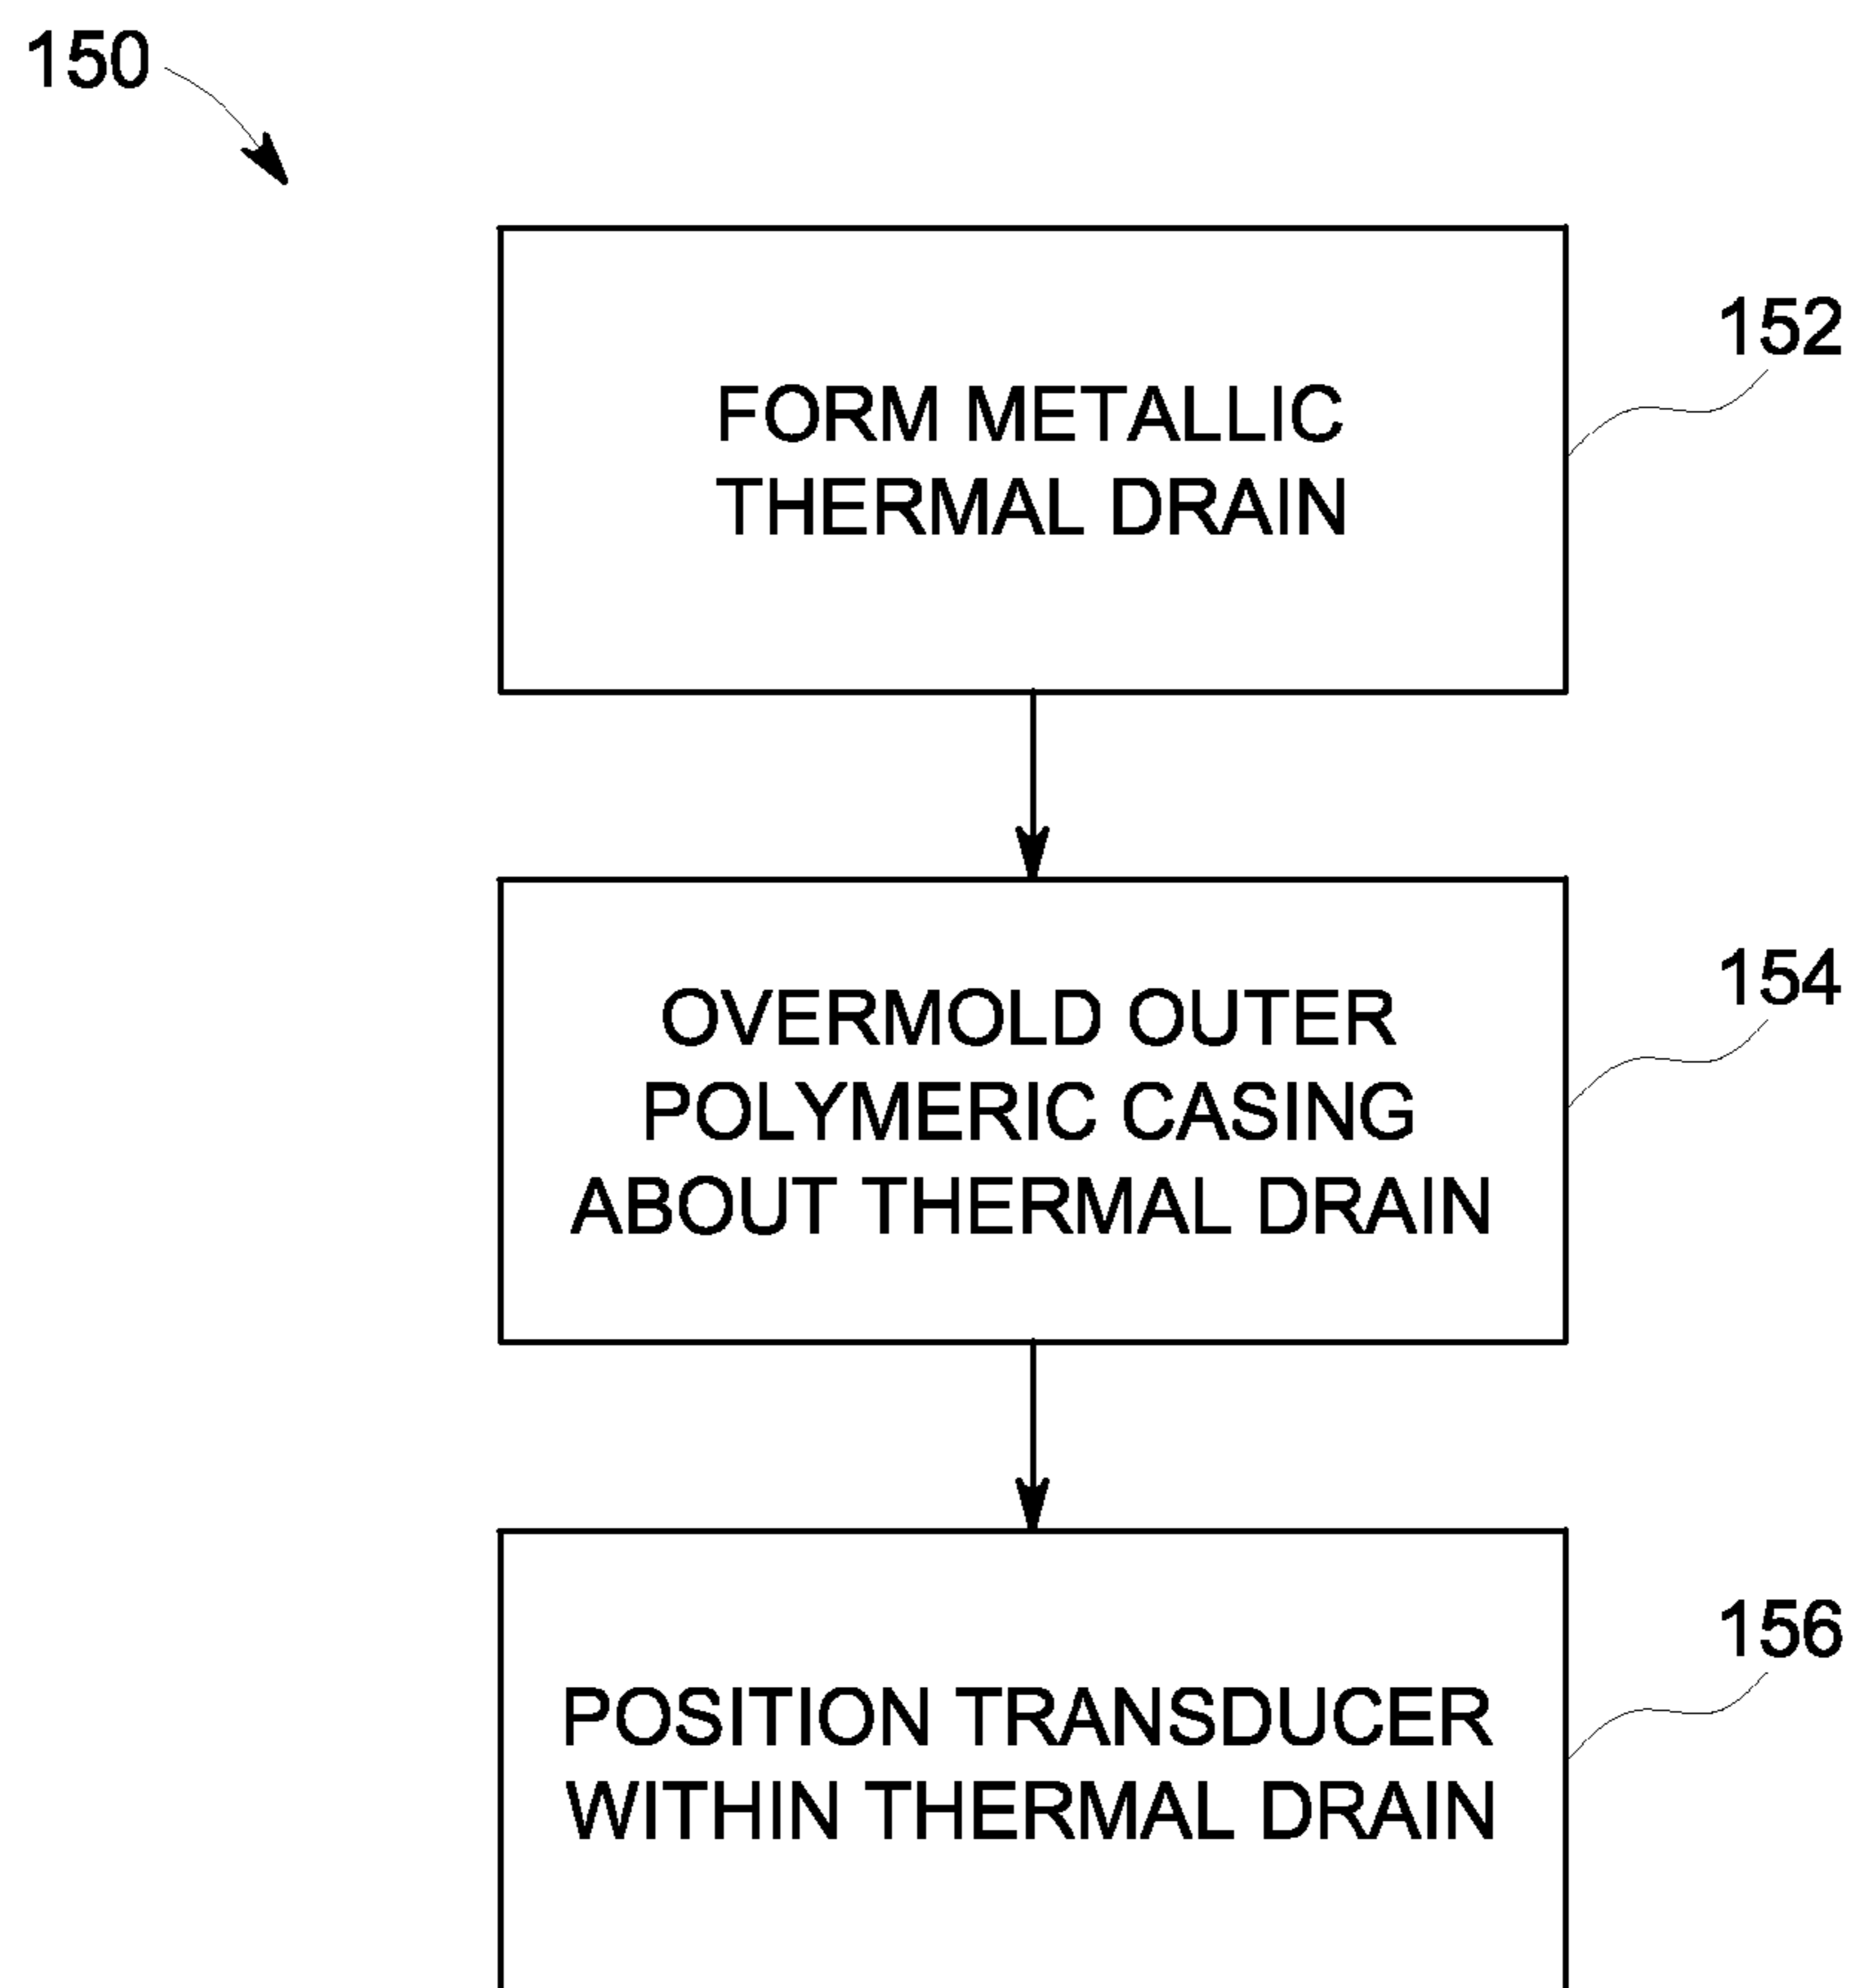 150
FORM METALLIC
THERMAL DRAIN
152
OVERMOLD OUTER
POLYMERIC CASING
ABOUT THERMAL DRAIN
154
POSITION TRANSDUCER
WITHIN THERMAL DRAIN
156